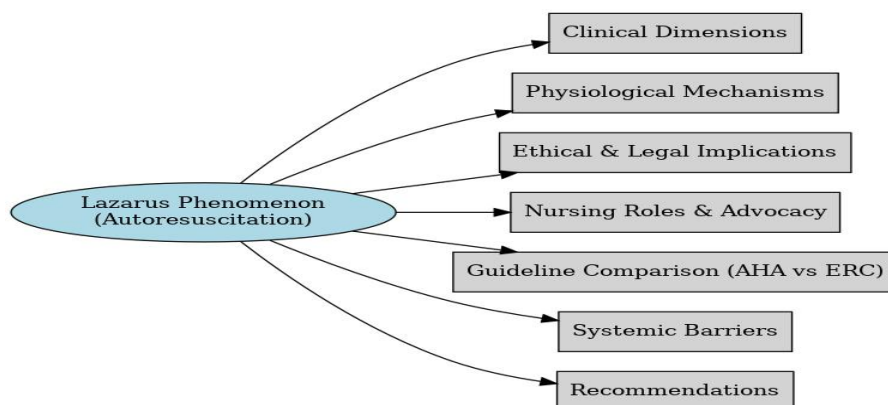 Clinical Dimensions
Physiological Mechanisms
Ethical & Legal Implications
Lazarus Phenomenon
(Autoresuscitation)
Nursing Roles & Advocacy
Guideline Comparison (AHA vs ERC)
Systemic Barriers
Recommendations